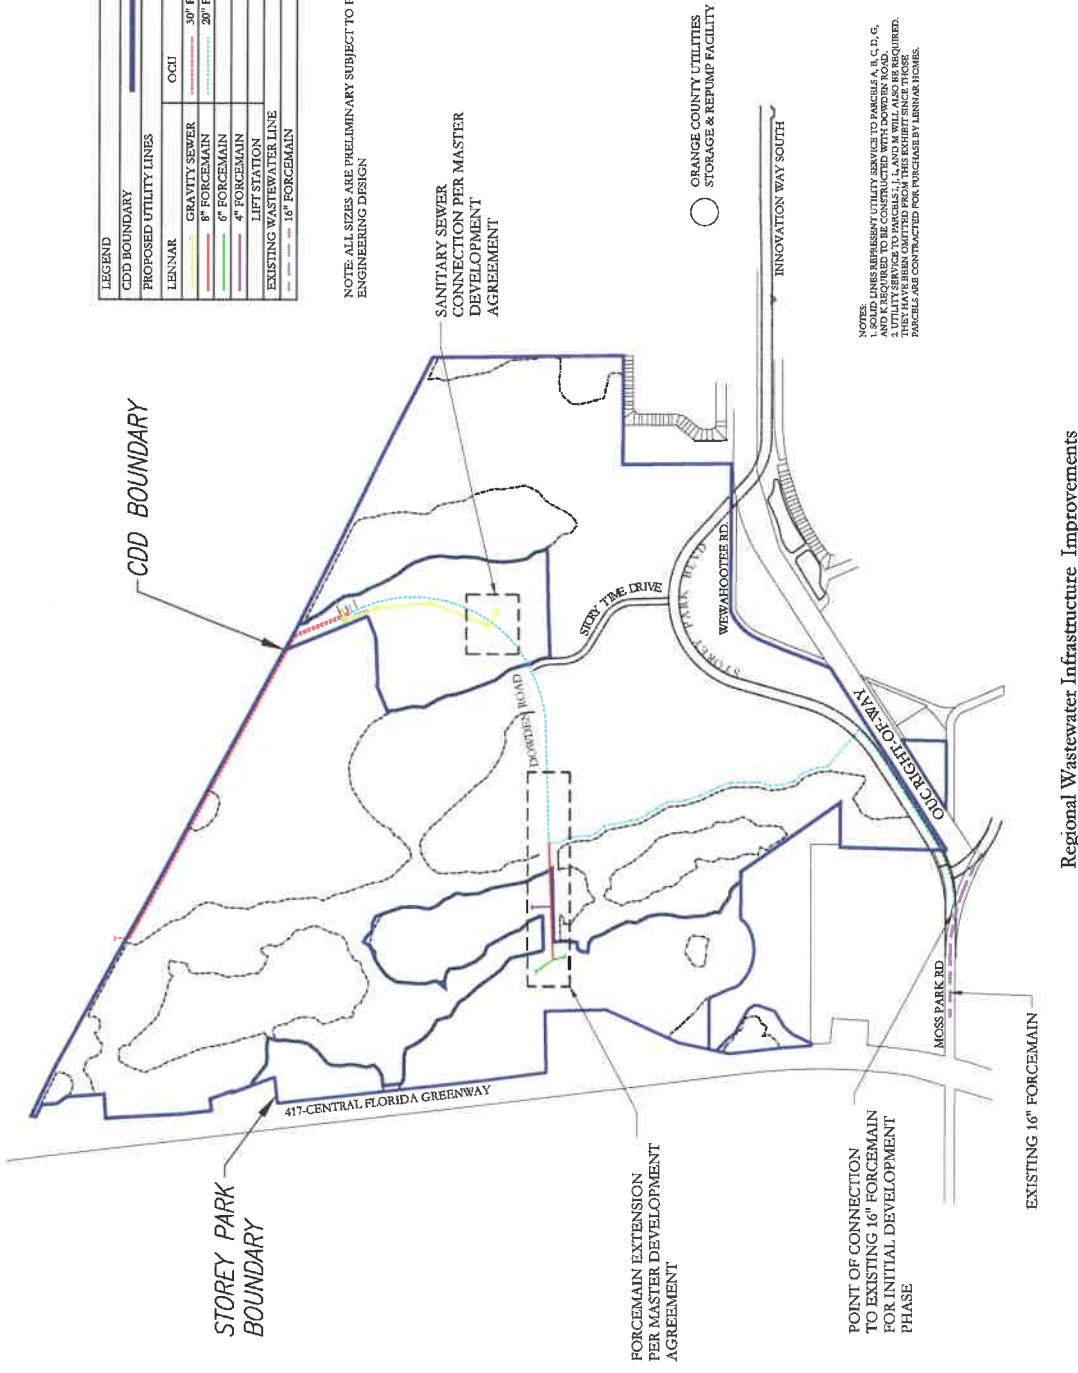 LEGEND
CDD BOUNDARY
PROPOSED UTILITY LINES
LENNAR
OCU
GRAVITY SEWER
30"
8" FORCEMAIN
20"
6" FORCEMAIN
4" FORCEMAIN
LIFT STATION
EXISTING WASTEWATER LINE
16" FORCEMAIN
NOTE: ALL SIZES ARE PRELIMINARY SUBJECT TO
ENGINEERING DESIGN
SANITARY SEWER
CONNECTION PER MASTER
DEVELOPMENT
AGREEMENT
ORANGE COUNTY UTILITIES
STORAGE & REPUMP FACILITY
CDD BOUNDARY
INNOVATION WAY SOUTH
NOTES:
1. SOLID LINES REPRESENT UTILITY SERVICE TO PARCELS A, B, C, D, G,
AND K REQUIRED TO BE CONSTRUCTED WITH DOWDEN ROAD.
2. UTILITY SERVICE TO PARCELS I, J, L, AND M WILL ALSO BE REQUIRED.
THEY HAVE BEEN OMITTED FROM THIS EXHIBIT SINCE THOSE
PARCELS ARE CONTRACTED FOR PURCHASE BY LENNAR HOMES.
STORY TIME DRIVE
STOREY PARK BLVD
WEWAHOOTEE RD.
DOWDEN ROAD
OUC RIGHT-OF-WAY
MOSS PARK RD
417-CENTRAL FLORIDA GREENWAY
STOREY PARK
BOUNDARY
FORCEMAIN EXTENSION
PER MASTER DEVELOPMENT
AGREEMENT
POINT OF CONNECTION
TO EXISTING 16" FORCEMAIN
FOR INITIAL DEVELOPMENT
PHASE
EXISTING 16" FORCEMAIN
Regional Wastewater Infrastructure Improvements